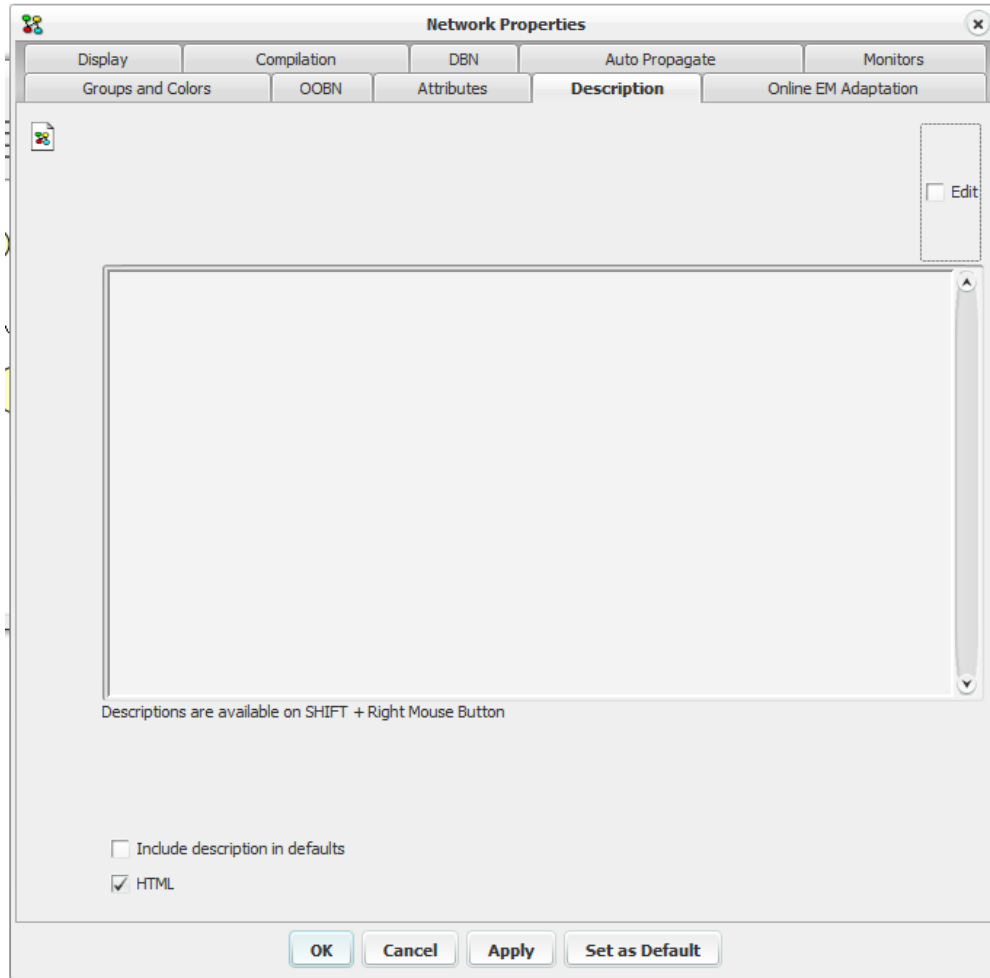 Network Properties
Display Compilation DBN Auto Propagate Monitors
Groups and Colors OOBN Attributes Description Online EM Adaptation
Edit
Descriptions are available on SHIFT + Right Mouse Button
Include description in defaults
HTML
OK Cancel Apply Set as Default